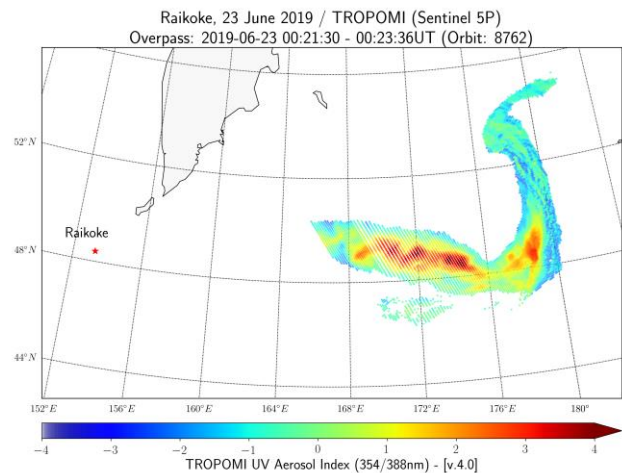 Raikoke, 23 June 2019 / TROPOMI (Sentinel 5P)
Overpass: 2019-06-23 00:21:30 - 00:23:36UT (Orbit: 8762)
52°N
Raikoke
48°N
44°N
152°E 156°E 160°E 164°E 168°E 172°E 176°E 180°
−4 −3 −2 −1 0 1 2 3 4
TROPOMI UV Aerosol Index (354/388nm) - [v.4.0]